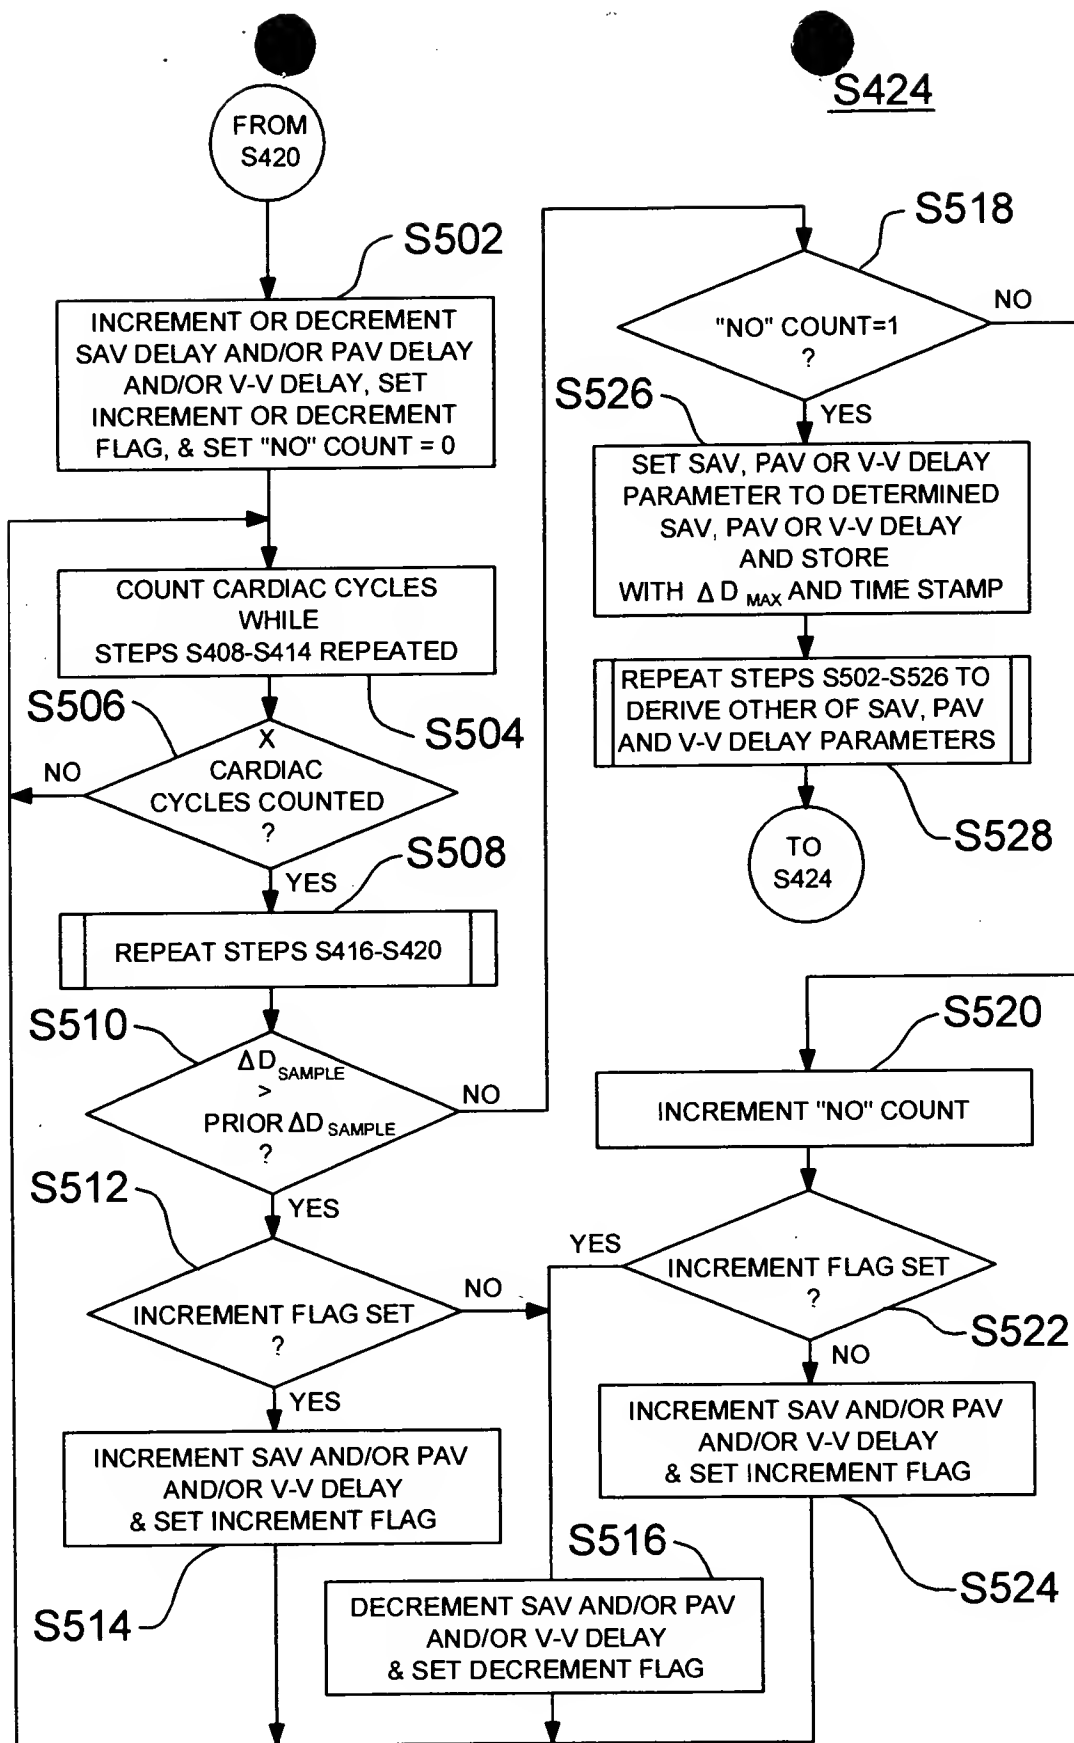 S424
FROM
S420
S502
INCREMENT OR DECREMENT
SAV DELAY AND/OR PAV DELAY
AND/OR V-V DELAY, SET
INCREMENT OR DECREMENT
FLAG, & SET "NO" COUNT = 0
COUNT CARDIAC CYCLES
WHILE
STEPS S408-S414 REPEATED
S504
S506
X
CARDIAC
CYCLES COUNTED
?
NO
YES
S508
REPEAT STEPS S416-S420
S510
ΔD SAMPLE
>
PRIOR ΔD SAMPLE
?
NO
YES
S512
INCREMENT FLAG SET
?
NO
YES
INCREMENT SAV AND/OR PAV
AND/OR V-V DELAY
& SET INCREMENT FLAG
S514
S516
DECREMENT SAV AND/OR PAV
AND/OR V-V DELAY
& SET DECREMENT FLAG
S518
"NO" COUNT=1
?
NO
YES
S526
SET SAV, PAV OR V-V DELAY
PARAMETER TO DETERMINED
SAV, PAV OR V-V DELAY
AND STORE
WITH Δ D MAX AND TIME STAMP
REPEAT STEPS S502-S526 TO
DERIVE OTHER OF SAV, PAV
AND V-V DELAY PARAMETERS
S528
TO
S424
S520
INCREMENT "NO" COUNT
YES
INCREMENT FLAG SET
?
S522
NO
INCREMENT SAV AND/OR PAV
AND/OR V-V DELAY
& SET INCREMENT FLAG
S524